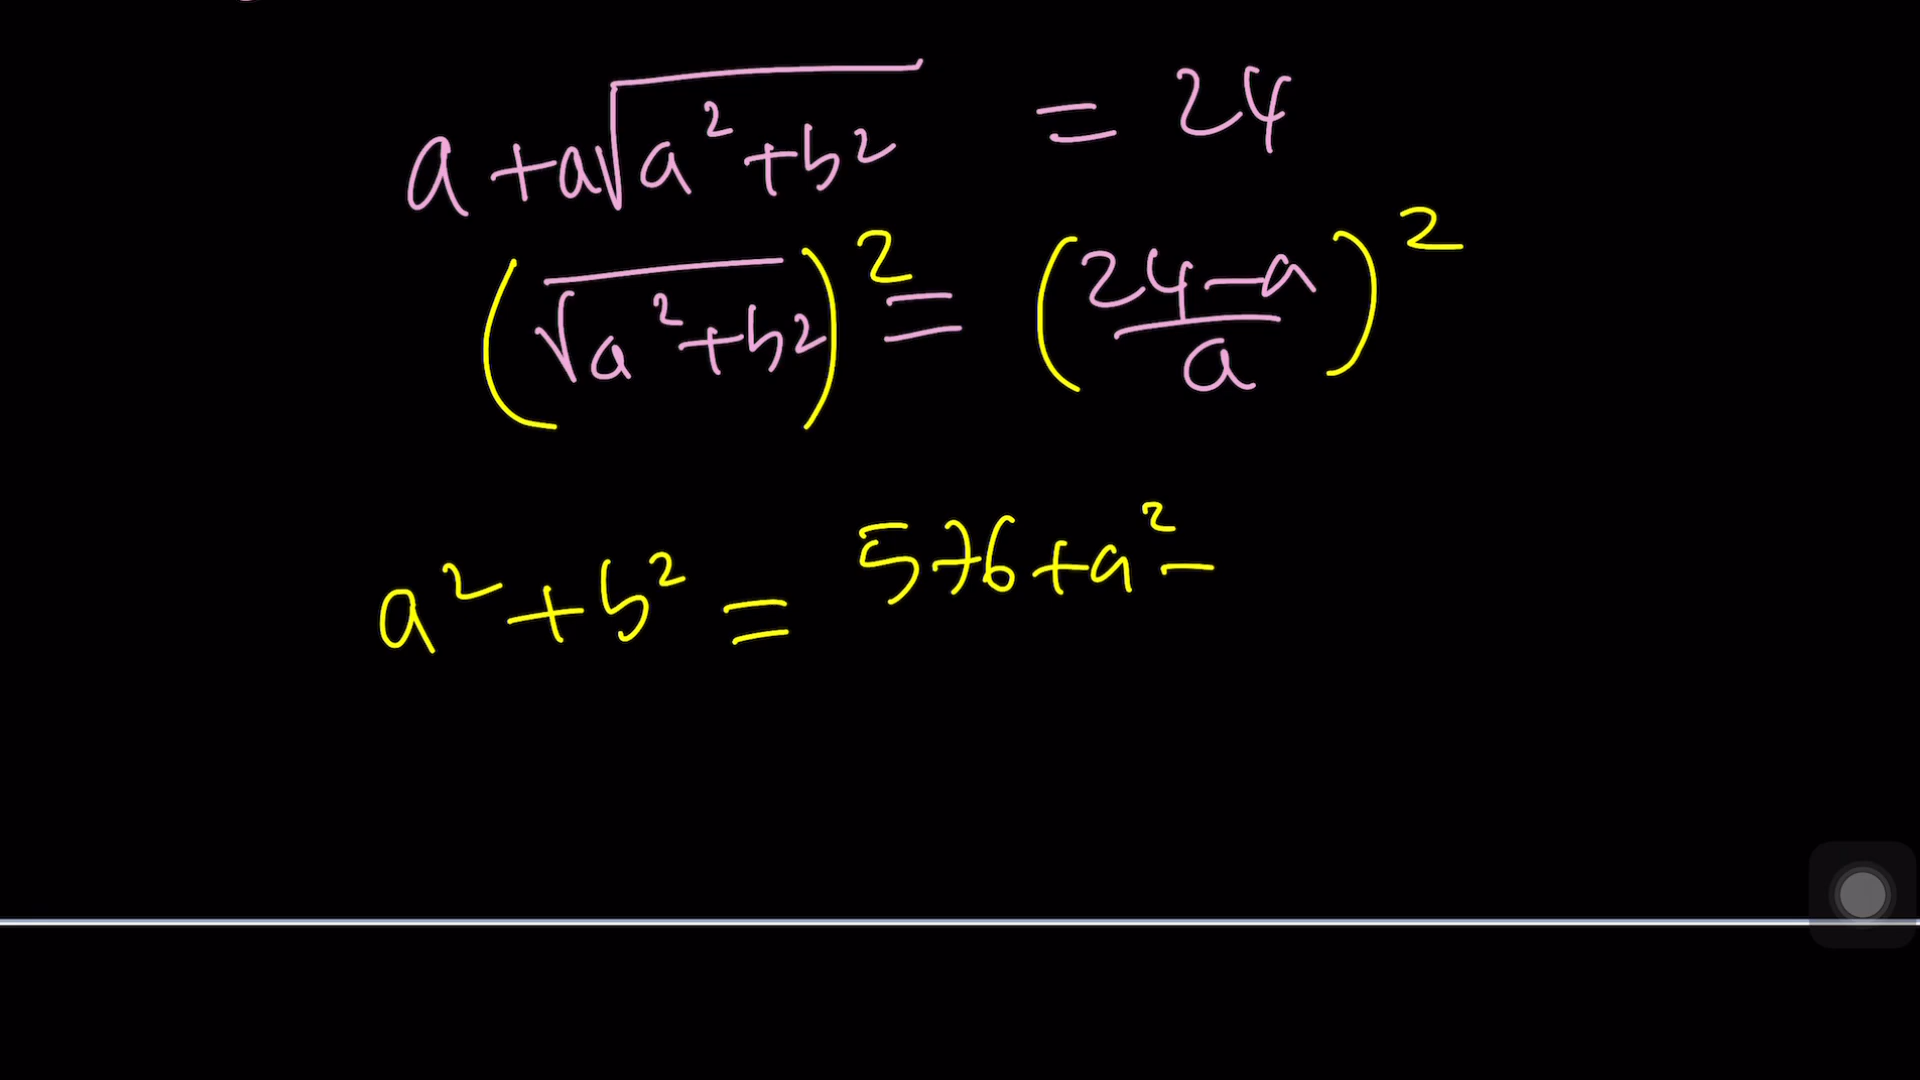 a + a√(a² + b²) = 24
(√(a² + b²))² = ((24 - a)/a)²
a² + b² = 576 + a² -